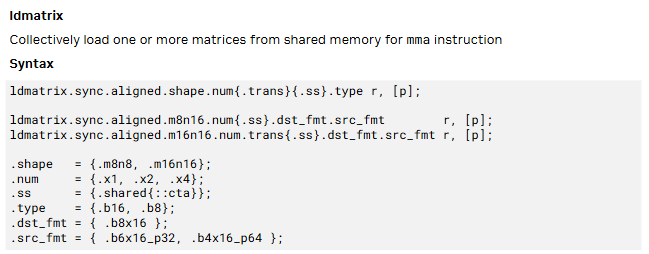 ldmatrix
Collectively load one or more matrices from shared memory for mma instruction
Syntax
ldmatrix.sync.aligned.shape.num{.trans}{.ss}.type r, [p];
ldmatrix.sync.aligned.m8n16.num{.ss}.dst_fmt.src_fmt        r, [p];
ldmatrix.sync.aligned.m16n16.num.trans{.ss}.dst_fmt.src_fmt r, [p];
.shape   = {.m8n8, .m16n16};
.num     = {.x1, .x2, .x4};
.ss      = {.shared{::cta}};
.type    = {.b16, .b8};
.dst_fmt = { .b8x16 };
.src_fmt = { .b6x16_p32, .b4x16_p64 };